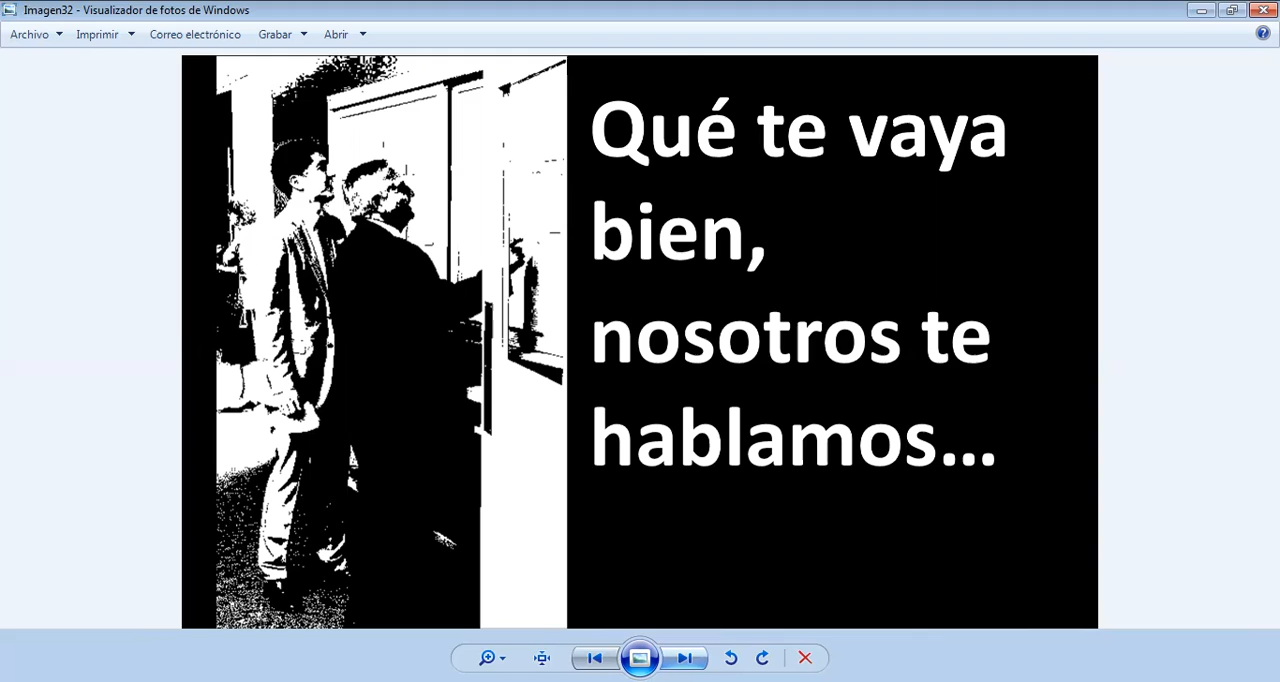 Imagen32 - Visualizador de fotos de Windows
Archivo Imprimir Correo electrónico Grabar Abrir
Qué te vaya
bien,
nosotros te
hablamos...